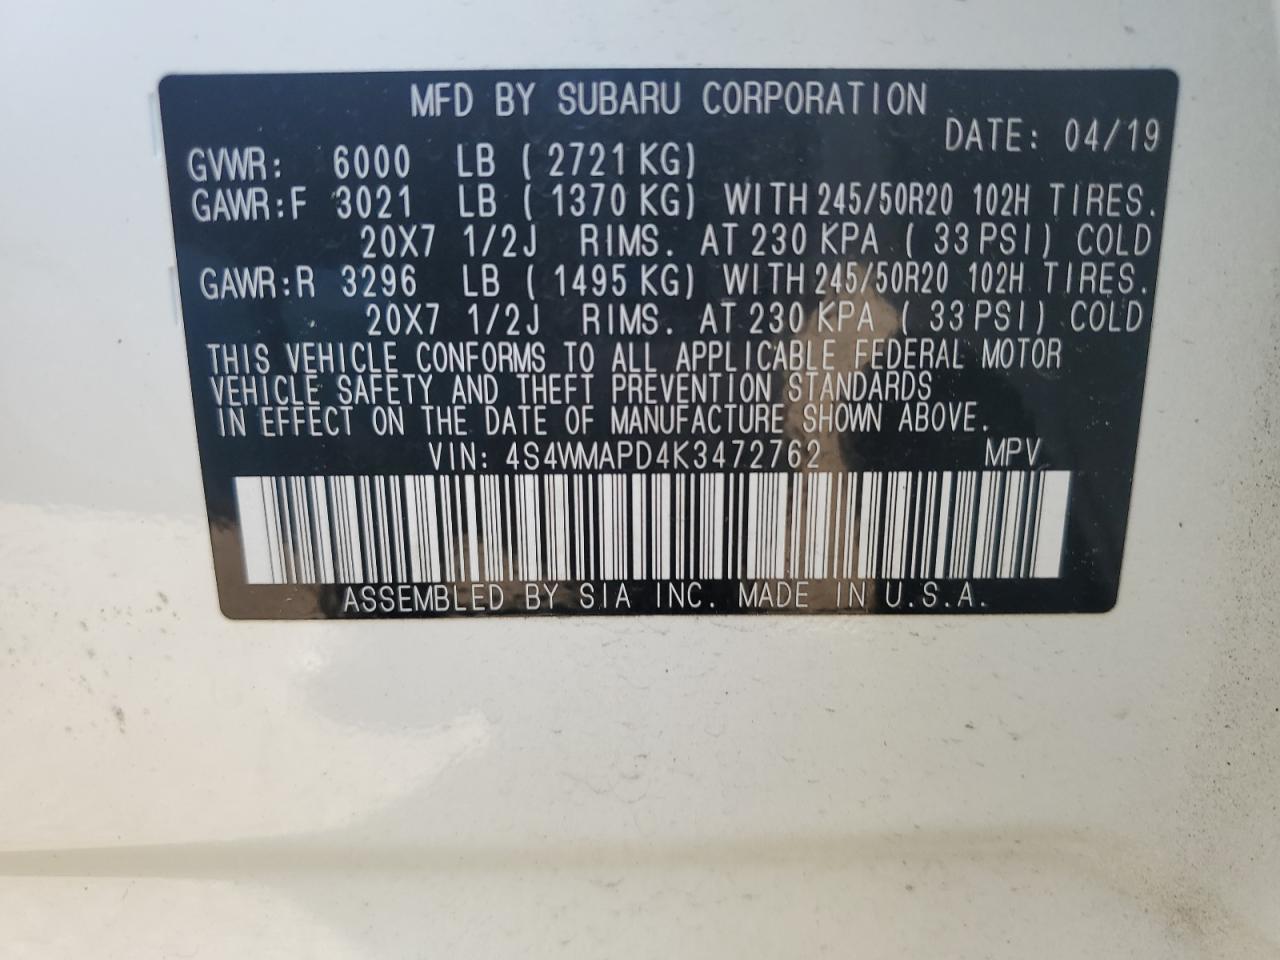 MFD BY SUBARU CORPORATION
DATE: 04/19
GVWR: 6000 LB ( 2721 KG)
GAWR:F 3021 LB ( 1370 KG) WITH 245/50R20 102H TIRES.
20X7 1/2J RIMS. AT 230 KPA ( 33 PSI) COLD
GAWR:R 3296 LB ( 1495 KG) WITH 245/50R20 102H TIRES.
20X7 1/2J RIMS. AT 230 KPA ( 33 PSI) COLD
THIS VEHICLE CONFORMS TO ALL APPLICABLE FEDERAL MOTOR
VEHICLE SAFETY AND THEFT PREVENTION STANDARDS
IN EFFECT ON THE DATE OF MANUFACTURE SHOWN ABOVE.
VIN: 4S4WMAPD4K3472762 MPV
ASSEMBLED BY SIA INC. MADE IN U.S.A.